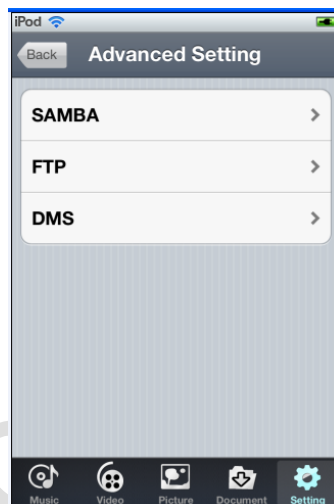 iPod
Back Advanced Setting
SAMBA
FTP
DMS
Music Video Picture Document Setting